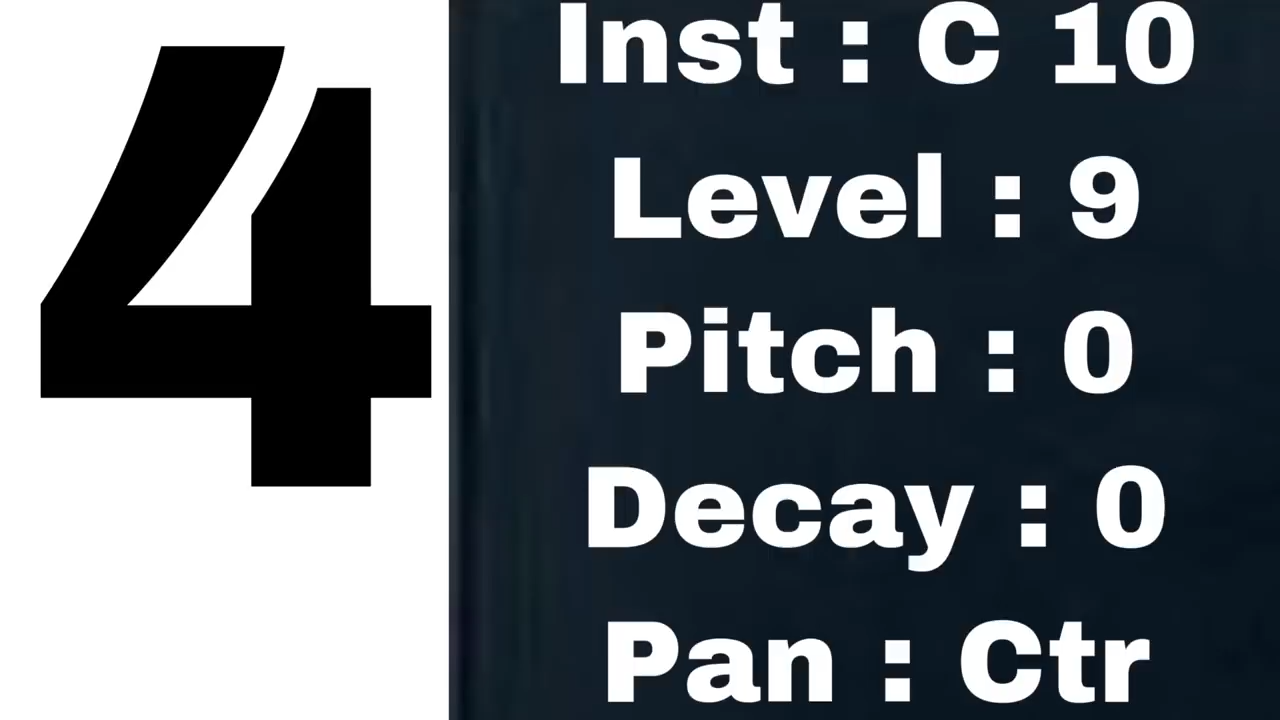 4
Inst : C 10
Level : 9
Pitch : 0
Decay : 0
Pan : Ctr